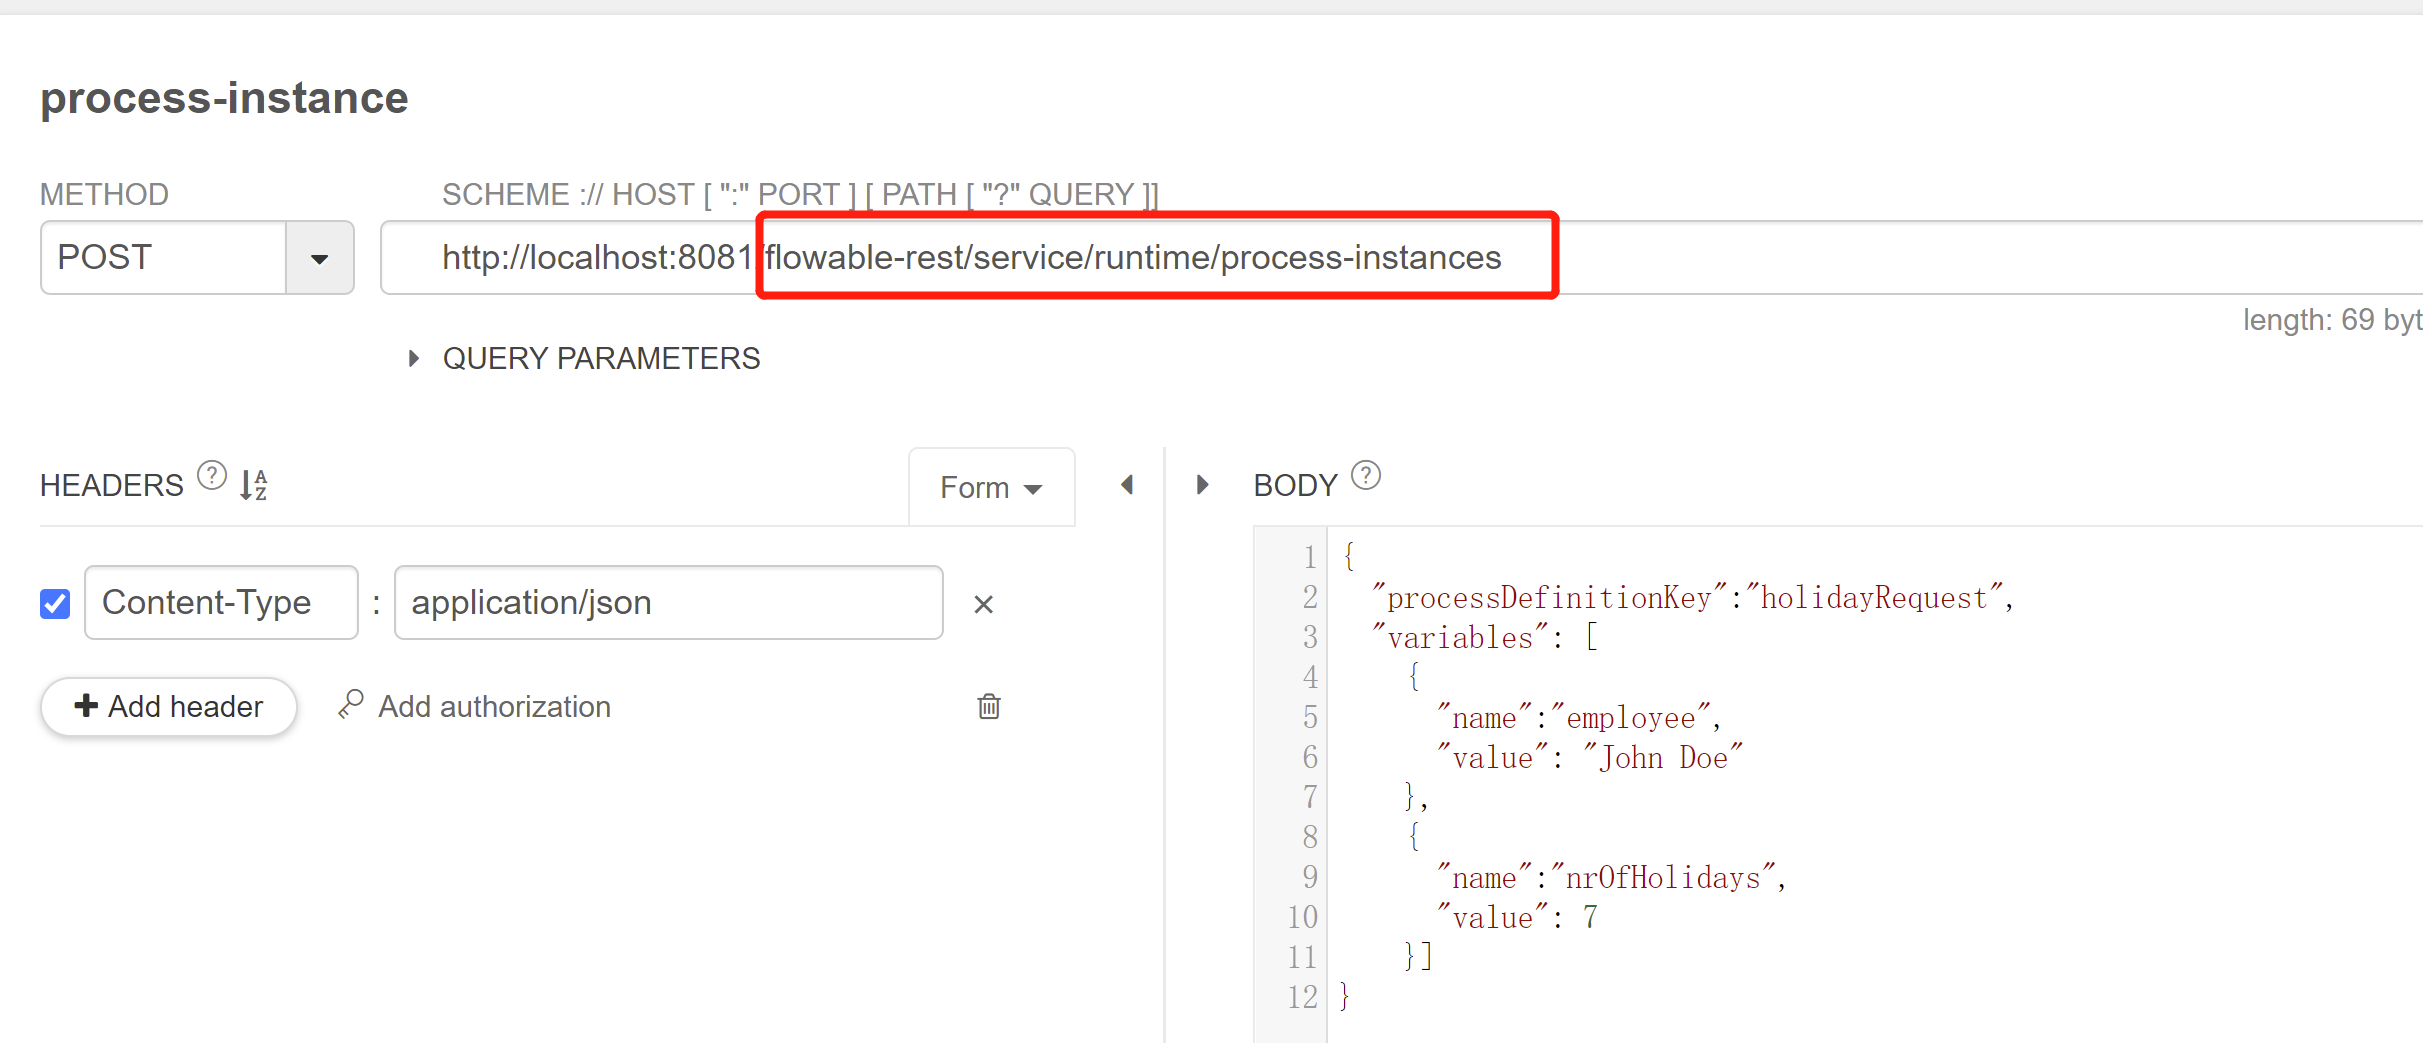 process-instance
METHOD
SCHEME :// HOST [ ":" PORT ] [ PATH [ "?" QUERY ]]
POST
http://localhost:8081/flowable-rest/service/runtime/process-instances
length: 69 byt
QUERY PARAMETERS
HEADERS ? A Z
Form
BODY ?
Content-Type : application/json ×
+ Add header
Add authorization
1 {
2 "processDefinitionKey":"holidayRequest",
3 "variables": [
4 {
5 "name":"employee",
6 "value": "John Doe"
7 },
8 {
9 "name":"nrOfHolidays",
10 "value": 7
11 }]
12 }